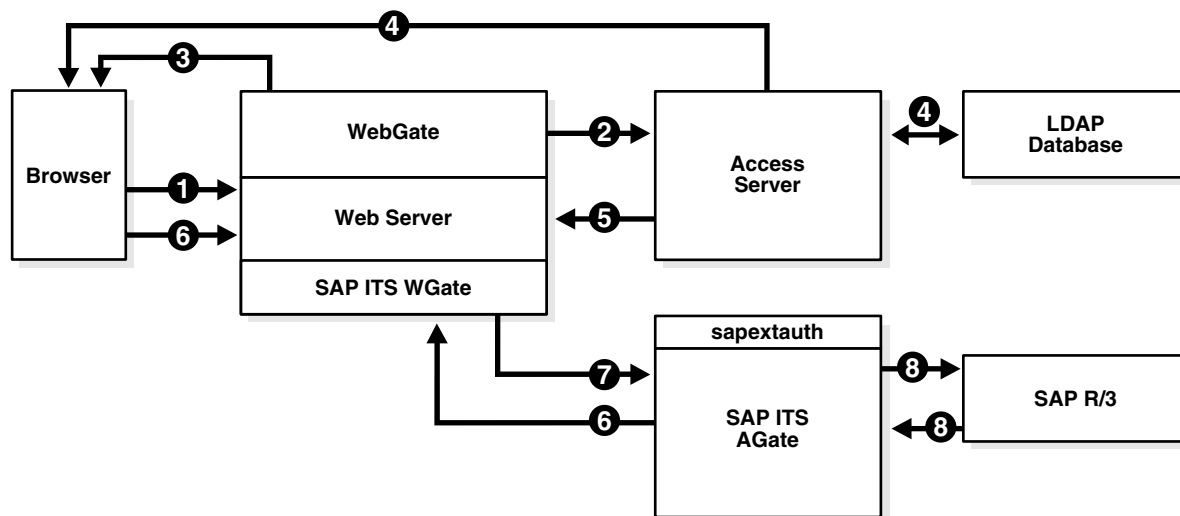 4
3
WebGate
2
Access
Server
4
LDAP
Database
Browser
1
Web Server
5
6
SAP ITS WGate
sapextauth
7
8
SAP R/3
6
SAP ITS
AGate
8